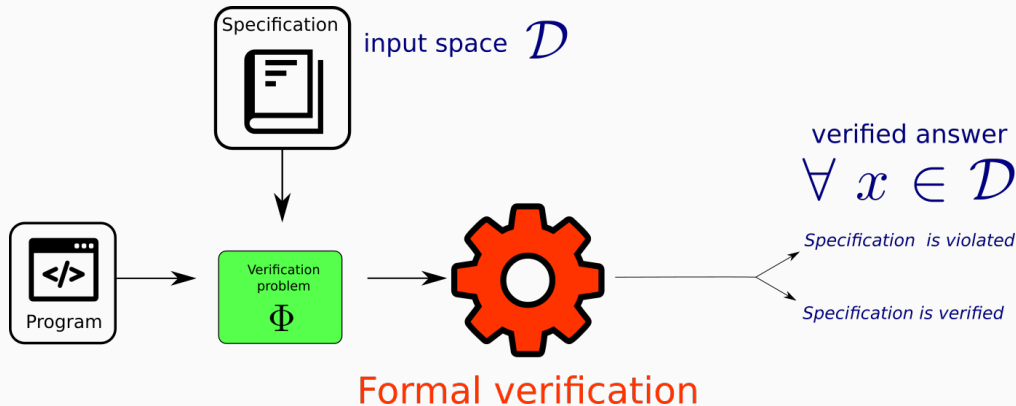 Specification
input space 𝒟
verified answer
∀ x ∈ 𝒟
Specification is violated
Verification
problem
Φ
</>
Program
Specification is verified
Formal verification